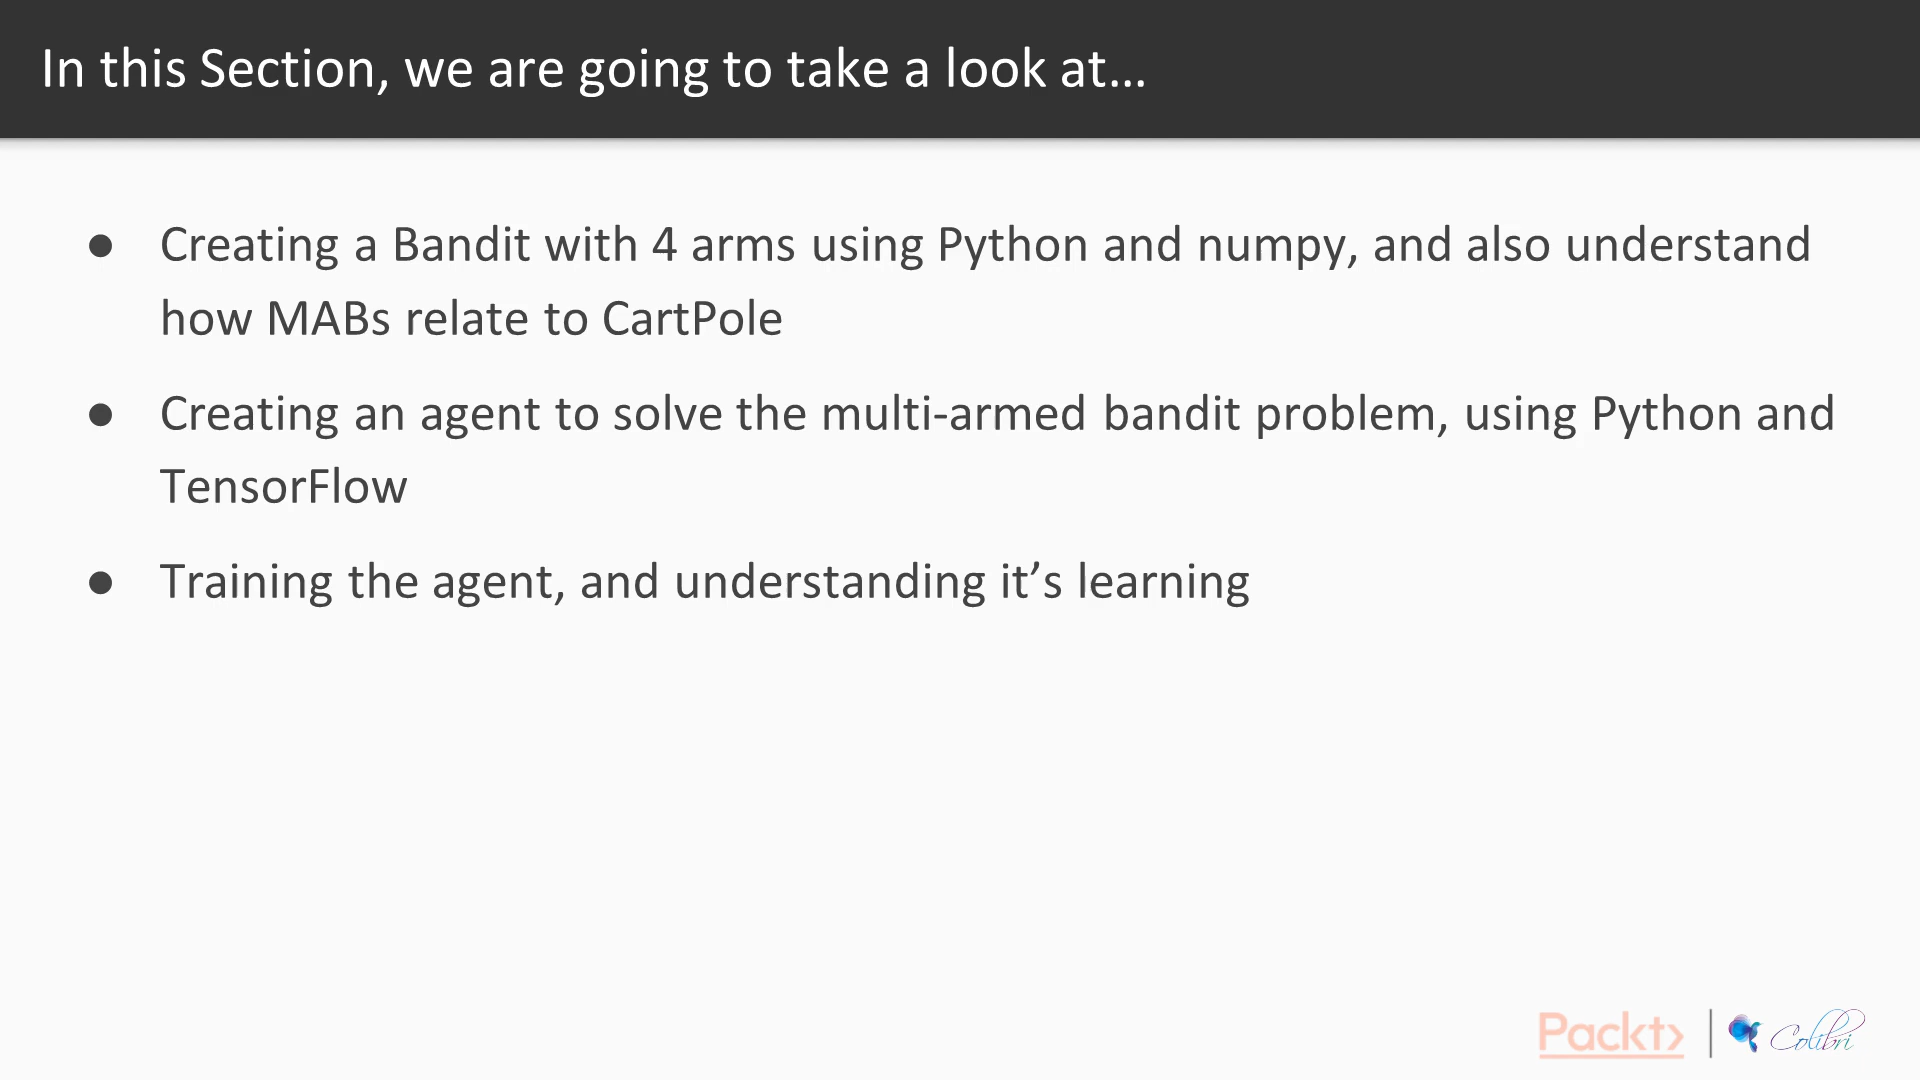 In this Section, we are going to take a look at…
● Creating a Bandit with 4 arms using Python and numpy, and also understand
how MABs relate to CartPole
● Creating an agent to solve the multi-armed bandit problem, using Python and
TensorFlow
● Training the agent, and understanding it’s learning
Packt>
Colibri